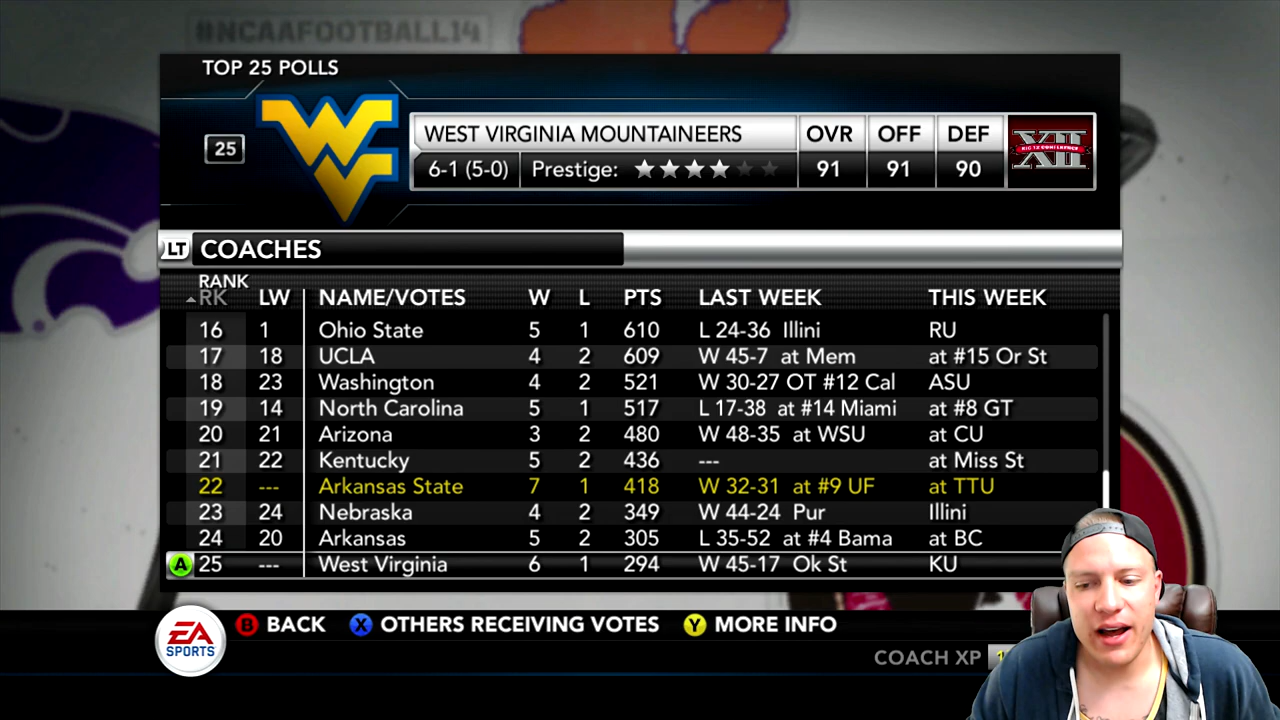 #NCAAFOOTBALL14
TOP 25 POLLS
25
WV
WEST VIRGINIA MOUNTAINEERS OVR OFF DEF
6-1 (5-0) Prestige: 91 91 90
XII
BIG 12 CONFERENCE
LT COACHES
RANK
RK LW NAME/VOTES W L PTS LAST WEEK THIS WEEK
16 1 Ohio State 5 1 610 L 24-36 Illini RU
17 18 UCLA 4 2 609 W 45-7 at Mem at #15 Or St
18 23 Washington 4 2 521 W 30-27 OT #12 Cal ASU
19 14 North Carolina 5 1 517 L 17-38 at #14 Miami at #8 GT
20 21 Arizona 3 2 480 W 48-35 at WSU at CU
21 22 Kentucky 5 2 436 --- at Miss St
22 --- Arkansas State 7 1 418 W 32-31 at #9 UF at TTU
23 24 Nebraska 4 2 349 W 44-24 Pur Illini
24 20 Arkansas 5 2 305 L 35-52 at #4 Bama at BC
A 25 --- West Virginia 6 1 294 W 45-17 Ok St KU
EA SPORTS
B BACK X OTHERS RECEIVING VOTES Y MORE INFO
COACH XP